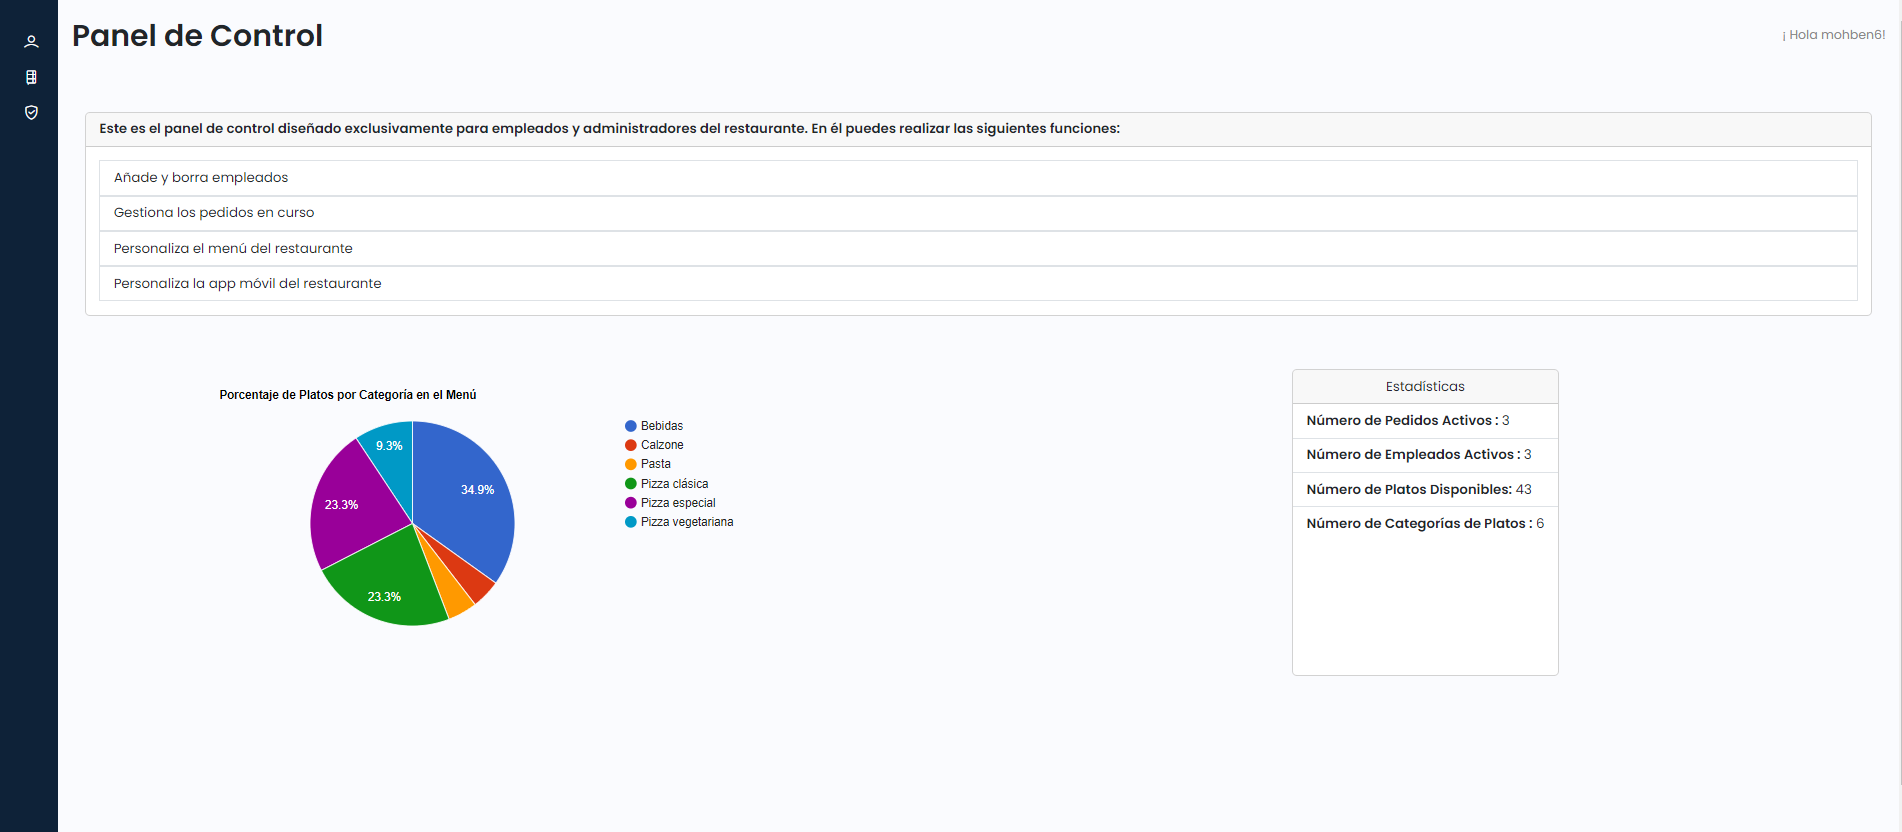 Panel de Control
¡ Hola mohben6!
Este es el panel de control diseñado exclusivamente para empleados y administradores del restaurante. En él puedes realizar las siguientes funciones:
Añade y borra empleados
Gestiona los pedidos en curso
Personaliza el menú del restaurante
Personaliza la app móvil del restaurante
Porcentaje de Platos por Categoría en el Menú
9.3%
34.9%
23.3%
23.3%
Bebidas
Calzone
Pasta
Pizza clásica
Pizza especial
Pizza vegetariana
Estadísticas
Número de Pedidos Activos : 3
Número de Empleados Activos : 3
Número de Platos Disponibles: 43
Número de Categorías de Platos : 6